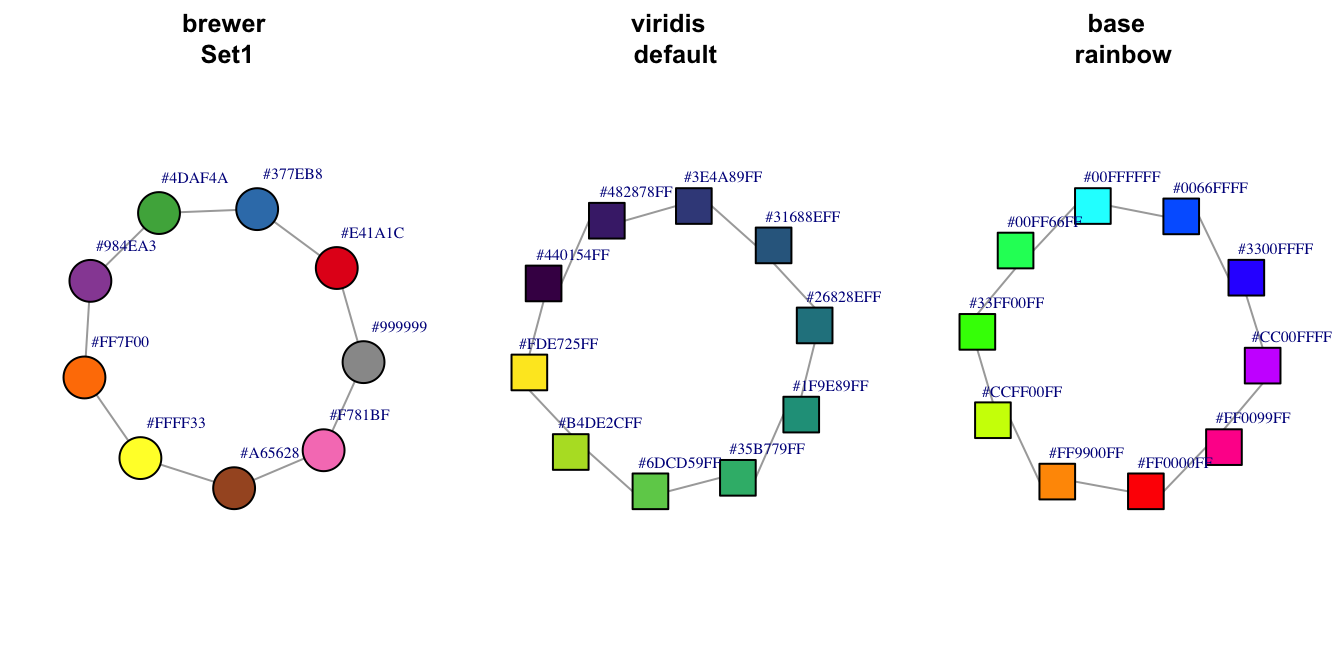 brewer
Set1
#4DAF4A
#377EB8
#984EA3
#E41A1C
#FF7F00
#999999
#FFFF33
#F781BF
#A65628
viridis
default
#482878FF
#3E4A89FF
#440154FF
#31688EFF
#26828EFF
#FDE725FF
#1F9E89FF
#B4DE2CFF
#6DCD59FF
#35B779FF
base
rainbow
#00FFFFFF
#0066FFFF
#00FF66FF
#3300FFFF
#33FF00FF
#CC00FFFF
#CCFF00FF
#FF0099FF
#FF9900FF
#FF0000FF